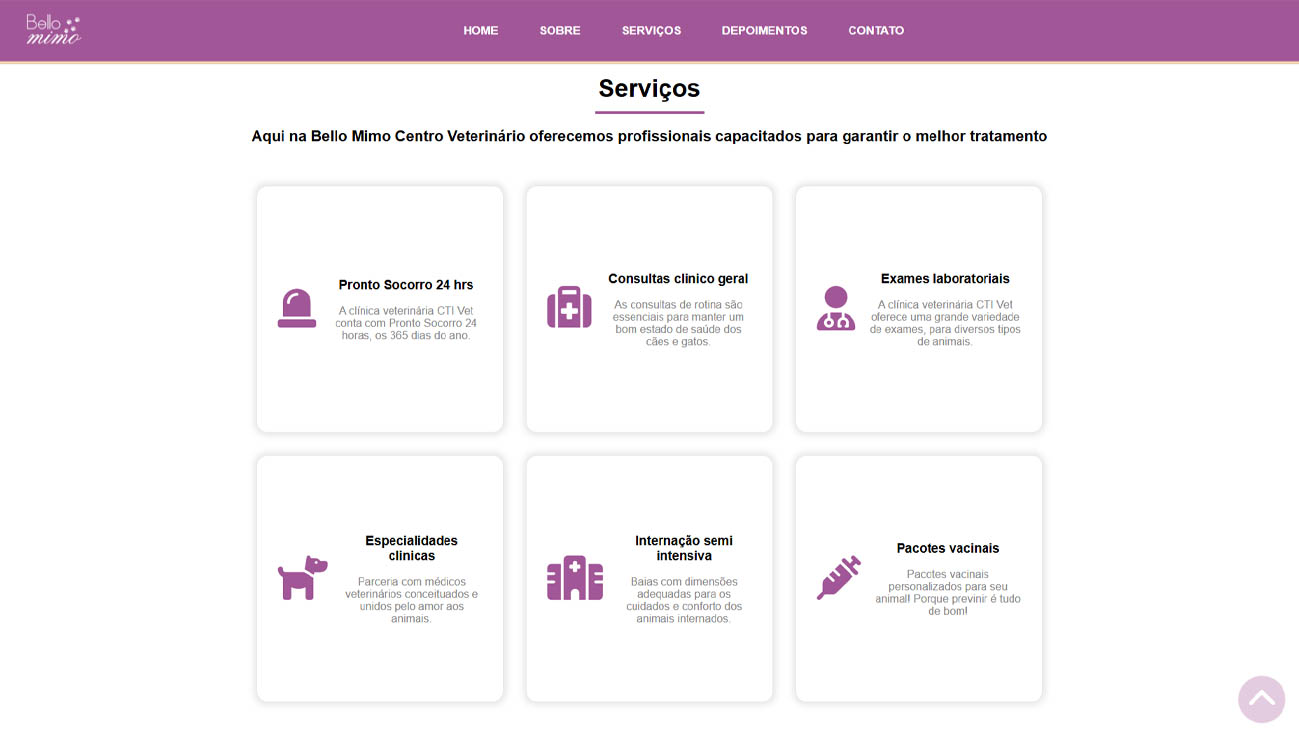 Bello
mimo
HOME
SOBRE
SERVIÇOS
DEPOIMENTOS
CONTATO
Serviços
Aqui na Bello Mimo Centro Veterinário oferecemos profissionais capacitados para garantir o melhor tratamento
Pronto Socorro 24 hrs
A clínica veterinária CTI Vet
conta com Pronto Socorro 24
horas, os 365 dias do ano.
Consultas clinico geral
As consultas de rotina são
essenciais para manter um
bom estado de saúde dos
cães e gatos.
Exames laboratoriais
A clínica veterinária CTI Vet
oferece uma grande variedade
de exames, para diversos tipos
de animais.
Especialidades
clinicas
Parceria com médicos
veterinários conceituados e
unidos pelo amor aos
animais.
Internação semi
intensiva
Baias com dimensões
adequadas para os
cuidados e conforto dos
animais internados.
Pacotes vacinais
Pacotes vacinais
personalizados para seu
animal! Porque previnir é tudo
de bom!